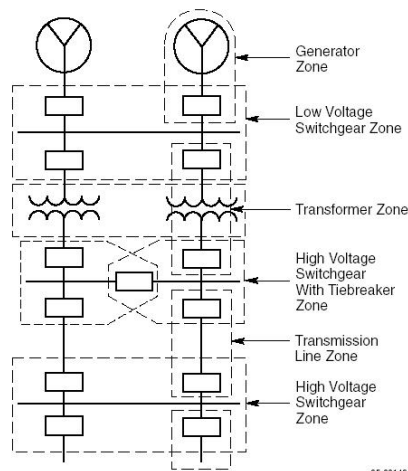 Generator
Zone
Low Voltage
Switchgear Zone
Transformer Zone
High Voltage
Switchgear
With Tiebreaker
Zone
Transmission
Line Zone
High Voltage
Switchgear
Zone